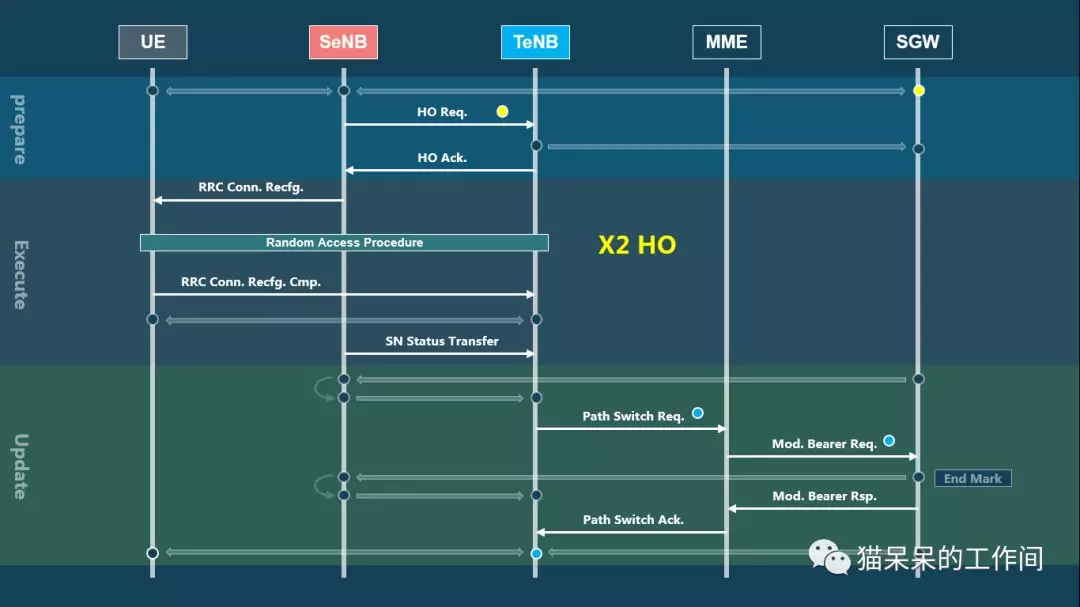 UE
SeNB
TeNB
MME
SGW
prepare
HO Req.
HO Ack.
RRC Conn. Recfg.
Execute
Random Access Procedure
X2 HO
RRC Conn. Recfg. Cmp.
SN Status Transfer
Update
Path Switch Req.
Mod. Bearer Req.
End Mark
Mod. Bearer Rsp.
Path Switch Ack.
猫呆呆的工作间